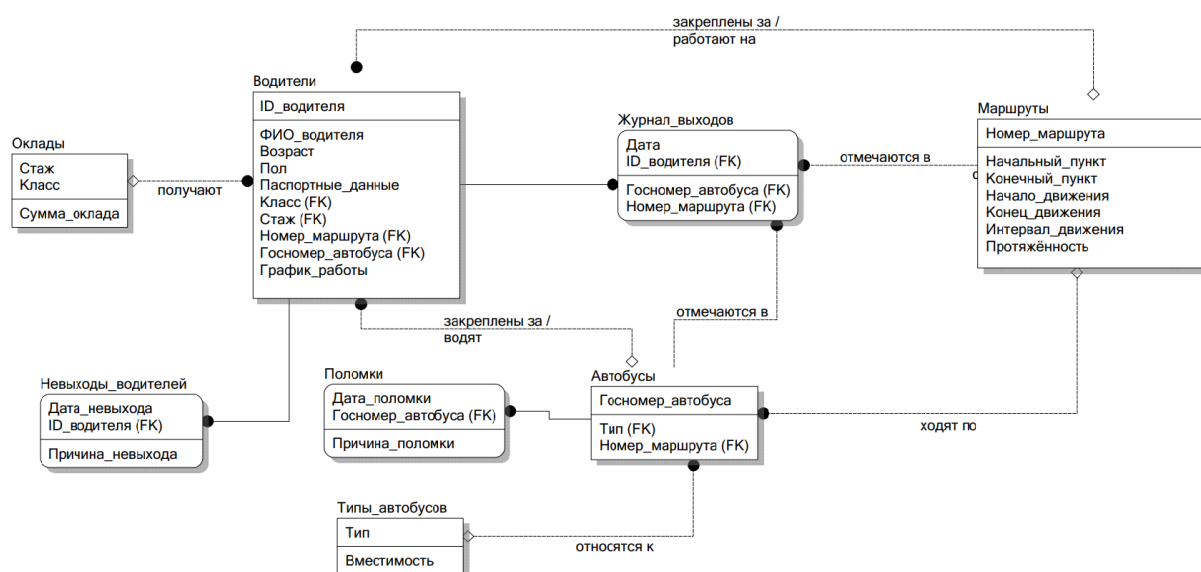 закреплены за /
работают на
Водители
ID_водителя
ФИО_водителя
Возраст
Пол
Паспортные_данные
Класс (FK)
Стаж (FK)
Номер_маршрута (FK)
Госномер_автобуса (FK)
График_работы
Оклады
Стаж
Класс
Сумма_оклада
получают
Журнал_выходов
Дата
ID_водителя (FK)
Госномер_автобуса (FK)
Номер_маршрута (FK)
отмечаются в
Маршруты
Номер_маршрута
Начальный_пункт
Конечный_пункт
Начало_движения
Конец_движения
Интервал_движения
Протяжённость
закреплены за /
водят
отмечаются в
Невыходы_водителей
Дата_невыхода
ID_водителя (FK)
Причина_невыхода
Поломки
Дата_поломки
Госномер_автобуса (FK)
Причина_поломки
Автобусы
Госномер_автобуса
Тип (FK)
Номер_маршрута (FK)
ходят по
Типы_автобусов
Тип
Вместимость
относятся к